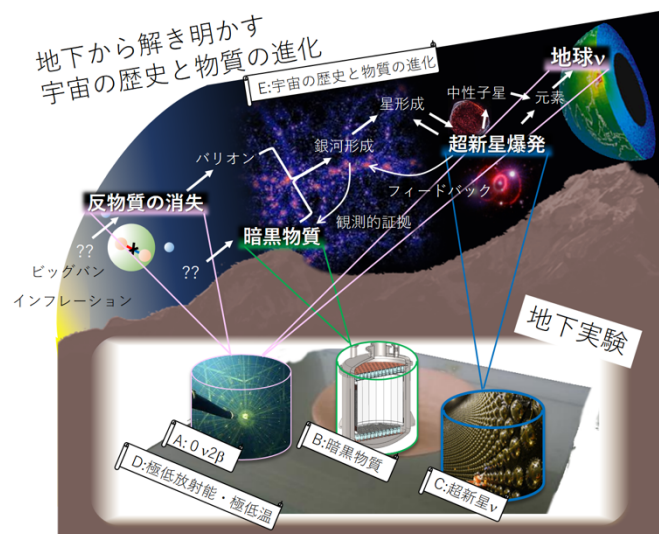 地下から解き明かす
宇宙の歴史と物質の進化
E:宇宙の歴史と物質の進化
地球ν
中性子星
元素
星形成
超新星爆発
銀河形成
バリオン
フィードバック
反物質の消失
観測的証拠
暗黒物質
??
??
ビッグバン
インフレーション
地下実験
A:0ν2β
B:暗黒物質
C:超新星ν
D:極低放射能・極低温